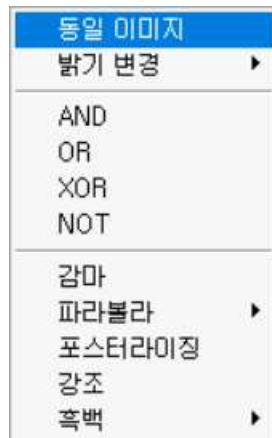 동일 이미지
밝기 변경
AND
OR
XOR
NOT
감마
파라볼라
포스터라이징
강조
흑백